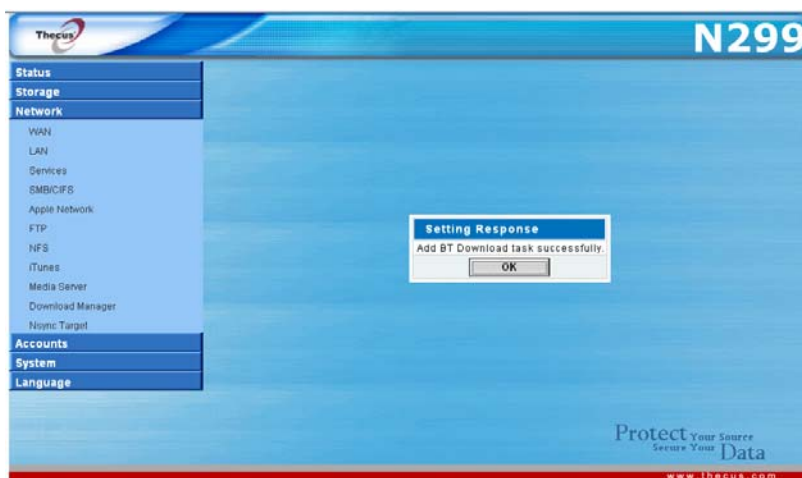 Thecus
N299
Status
Storage
Network
WAN
LAN
Services
SMB/CIFS
Apple Network
FTP
NFS
iTunes
Media Server
Download Manager
Nsync Target
Accounts
System
Language
Setting Response
Add BT Download task successfully.
OK
Protect Your Source
Secure Your Data
www.thecus.com